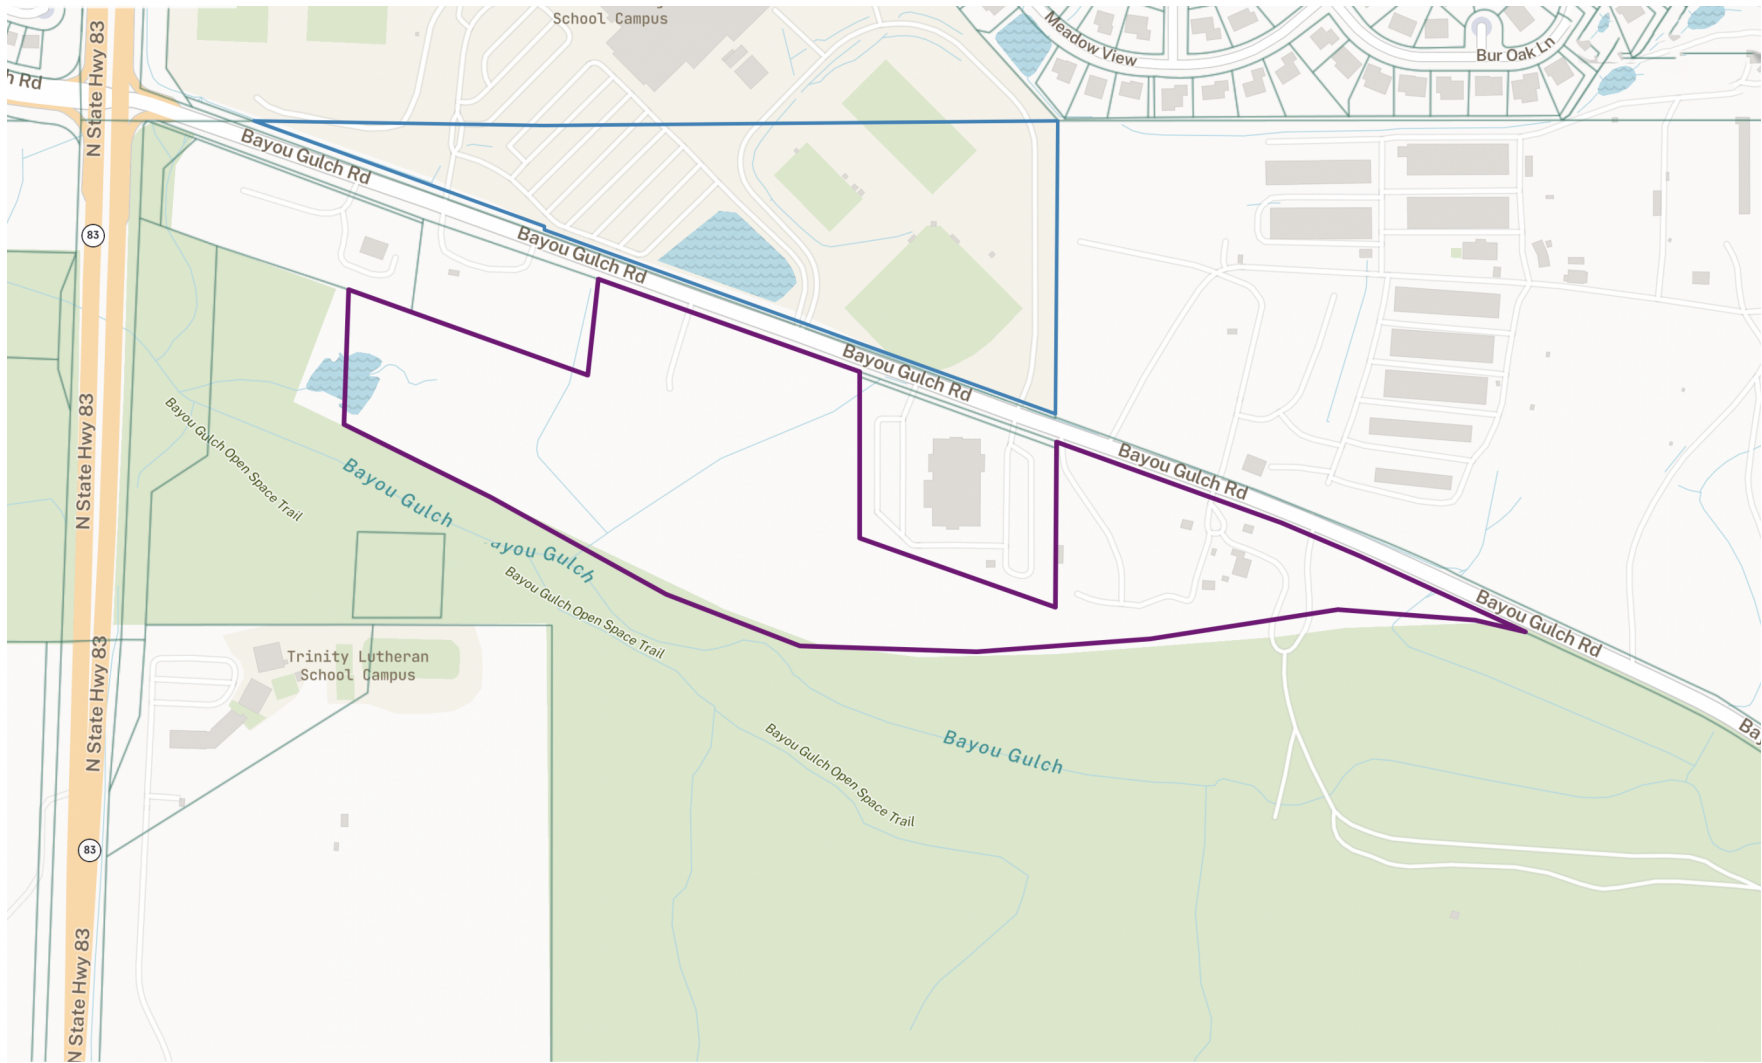 School Campus
Meadow View
Bur Oak Ln
N State Hwy 83
Rd
Bayou Gulch Rd
83
Bayou Gulch Rd
Bayou Gulch Rd
N State Hwy 83
Bayou Gulch Open Space Trail
Bayou Gulch
Bayou Gulch Rd
ayou Gulch
Bayou Gulch Open Space Trail
Bayou Gulch Rd
N State Hwy 83
Trinity Lutheran
School Campus
Bayou Gulch Open Space Trail
Bayou Gulch
Ba
83
N State Hwy 83